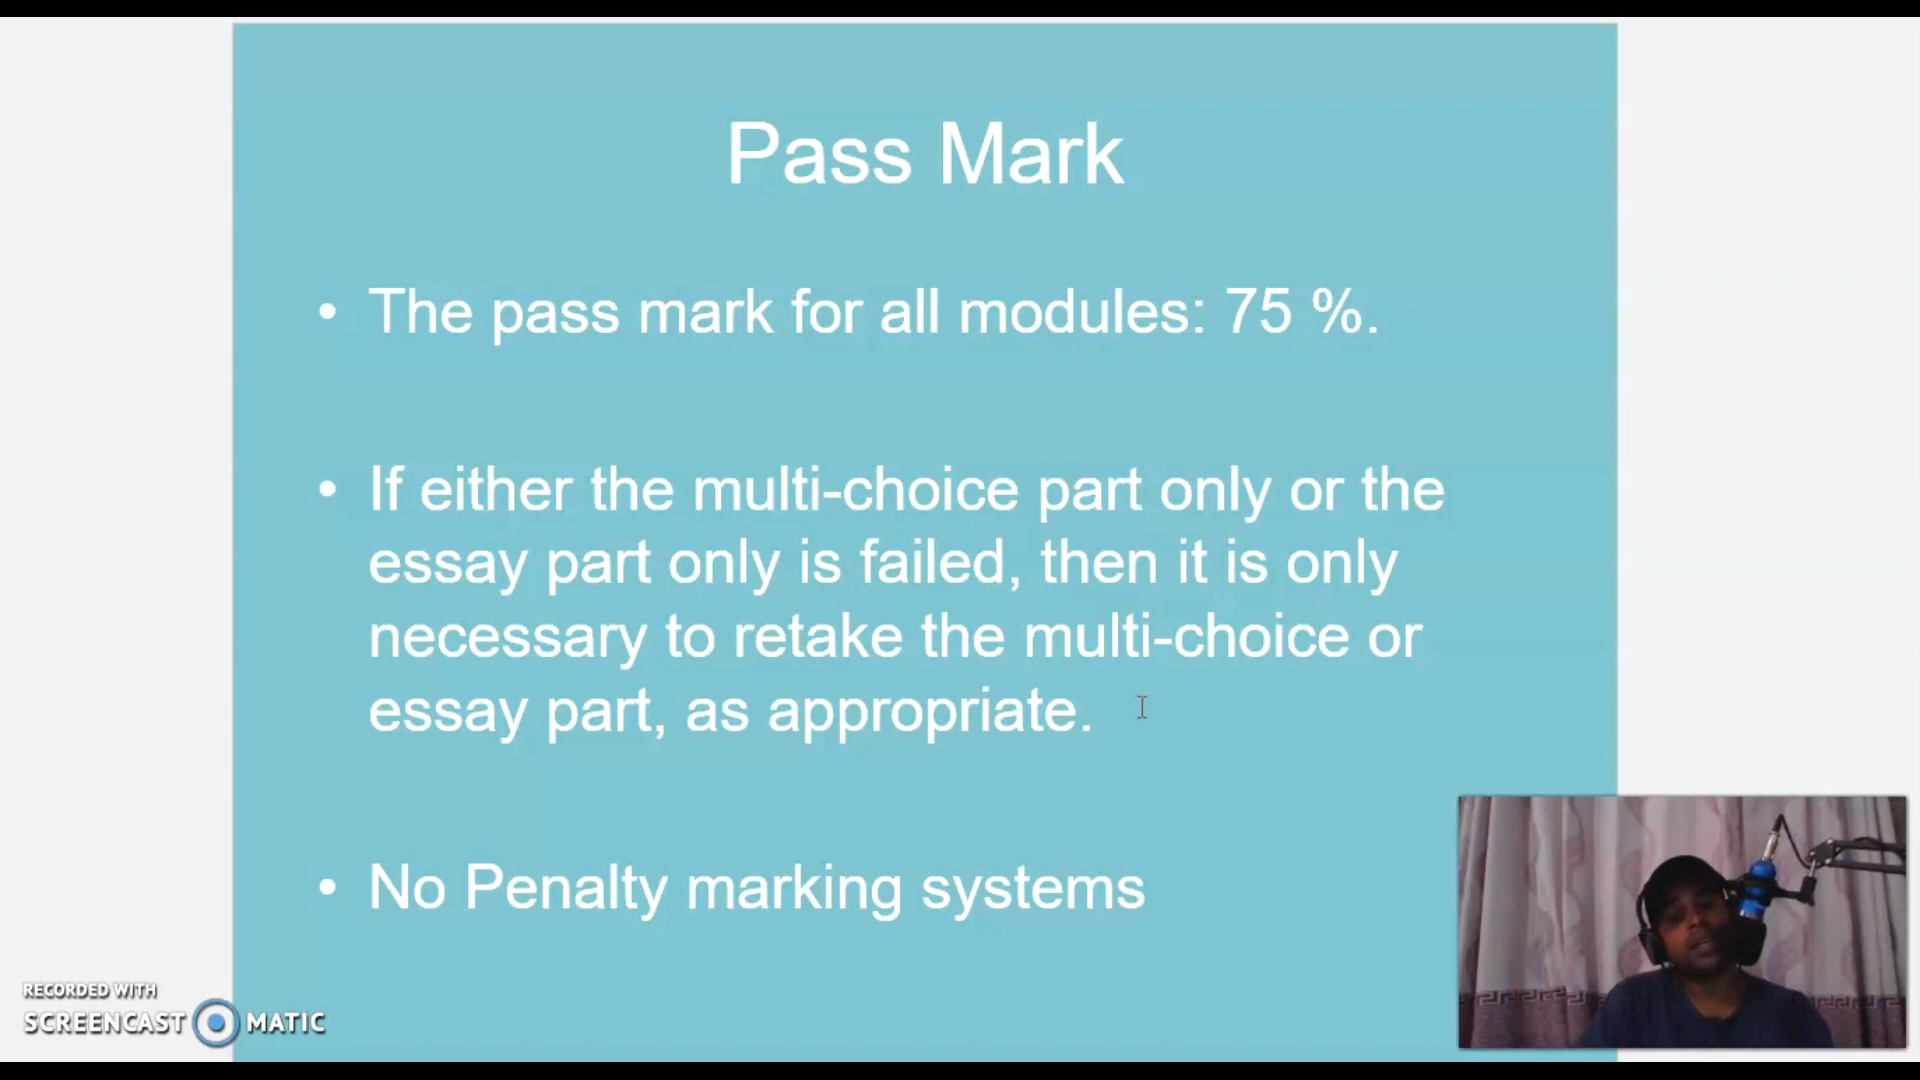 Pass Mark
• The pass mark for all modules: 75 %.
• If either the multi-choice part only or the
essay part only is failed, then it is only
necessary to retake the multi-choice or
essay part, as appropriate.
• No Penalty marking systems
RECORDED WITH
SCREENCAST MATIC